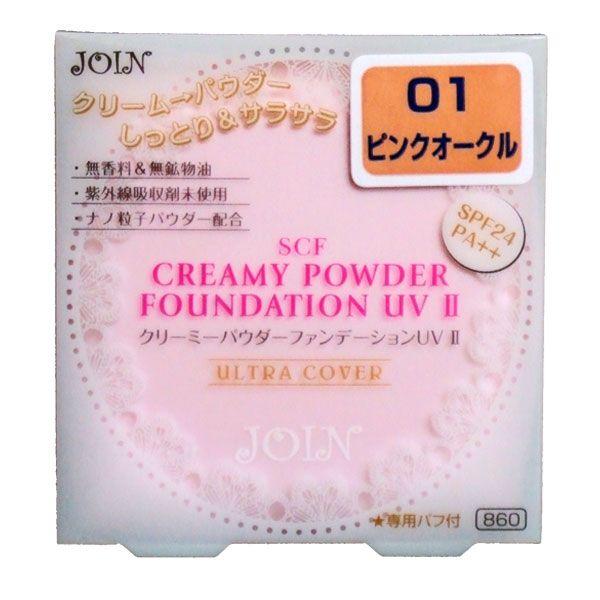 JOIN
クリーム→パウダー
しっとり&サラサラ
01
ピンクオークル
・無香料&無鉱物油
・紫外線吸収剤未使用
・ナノ粒子パウダー配合
SPF24
PA++
SCF
CREAMY POWDER
FOUNDATION UV II
クリーミーパウダーファンデーションUV II
ULTRA COVER
JOIN
★専用パフ付 860